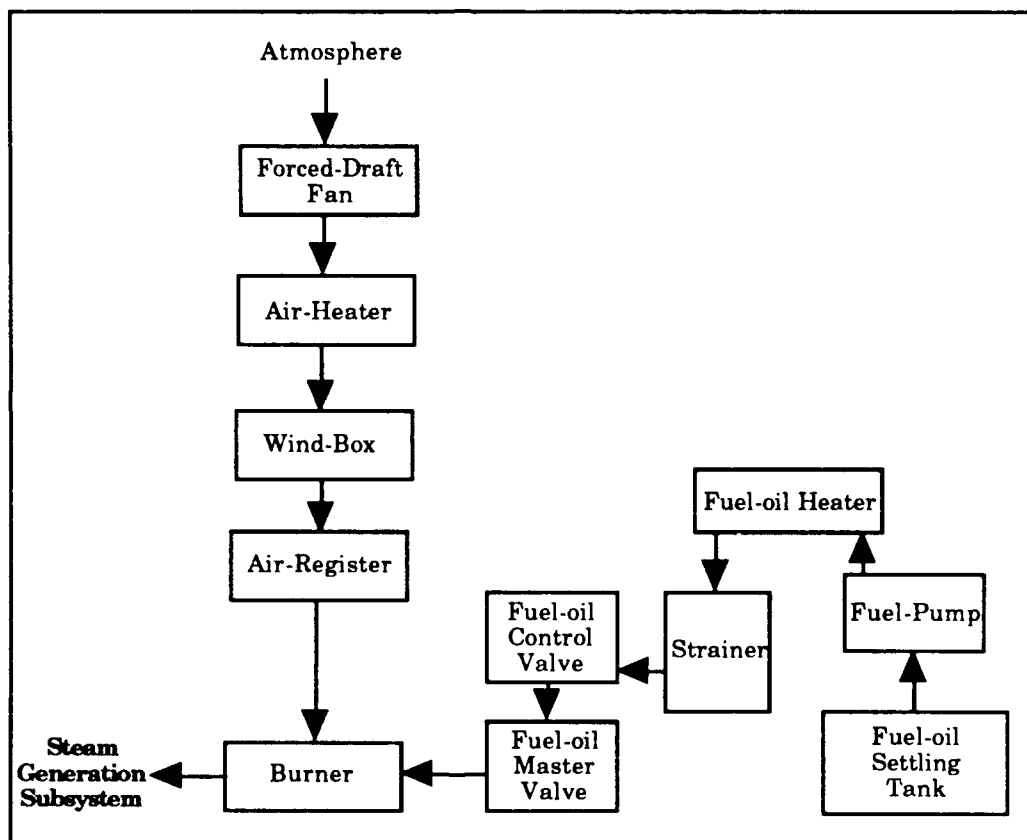 Atmosphere
Forced-Draft
Fan
Air-Heater
Wind-Box
Air-Register
Burner
Steam
Generation
Subsystem
Fuel-oil
Control
Valve
Fuel-oil
Master
Valve
Strainer
Fuel-oil Heater
Fuel-Pump
Fuel-oil
Settling
Tank